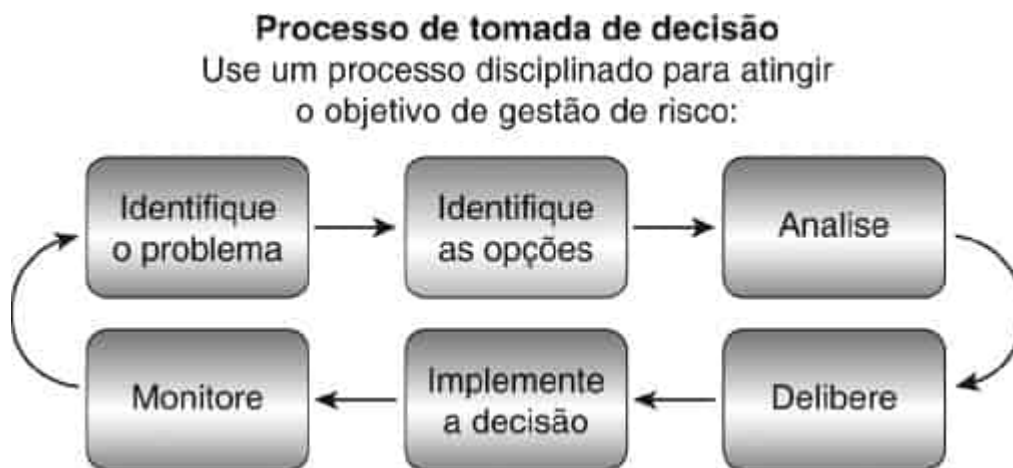 Processo de tomada de decisão
Use um processo disciplinado para atingir
o objetivo de gestão de risco:
Identifique
o problema
Identifique
as opções
Analise
Delibere
Implemente
a decisão
Monitore